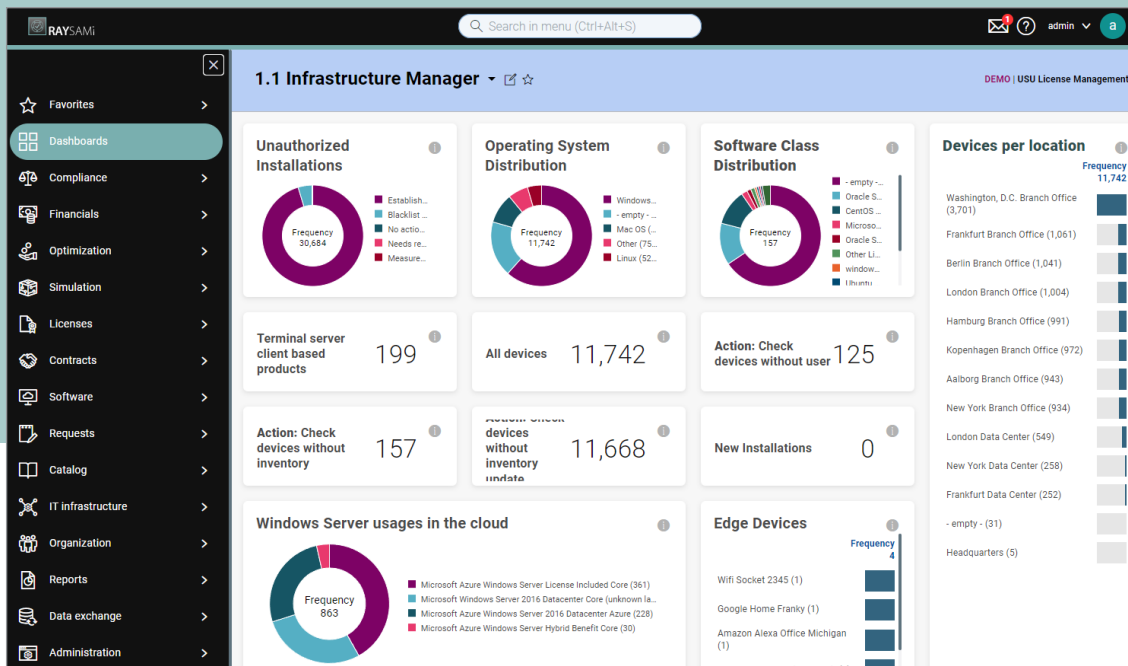 RAYSAMi
Search in menu (Ctrl+Alt+S)
1
admin
a
Favorites
Dashboards
Compliance
Financials
Optimization
Simulation
Licenses
Contracts
Software
Requests
Catalog
IT infrastructure
Organization
Reports
Data exchange
Administration
1.1 Infrastructure Manager
DEMO | USU License Management
Unauthorized
Installations
Frequency
30,684
Establish...
Blacklist ...
No actio...
Needs re...
Measure...
Operating System
Distribution
Frequency
11,742
Windows...
- empty - ...
Mac OS (...
Other (75...
Linux (52...
Software Class
Distribution
Frequency
157
- empty -...
Oracle S...
CentOS ...
Microso...
Oracle S...
Other Li...
window...
Ubuntu
Devices per location
Frequency
11,742
Washington, D.C. Branch Office
(3,701)
Frankfurt Branch Office (1,061)
Berlin Branch Office (1,041)
London Branch Office (1,004)
Hamburg Branch Office (991)
Kopenhagen Branch Office (972)
Aalborg Branch Office (943)
New York Branch Office (934)
London Data Center (549)
New York Data Center (258)
Frankfurt Data Center (252)
- empty - (31)
Headquarters (5)
Terminal server
client based
products
199
All devices
11,742
Action: Check
devices without user
125
Action: Check
devices without
inventory
157
Action: Check
devices
without
inventory
update
11,668
New Installations
0
Windows Server usages in the cloud
Frequency
863
Microsoft Azure Windows Server License Included Core (361)
Microsoft Windows Server 2016 Datacenter Core (unknown la...
Microsoft Azure Windows Server 2016 Datacenter Azure (228)
Microsoft Azure Windows Server Hybrid Benefit Core (30)
Edge Devices
Frequency
4
Wifi Socket 2345 (1)
Google Home Franky (1)
Amazon Alexa Office Michigan
(1)